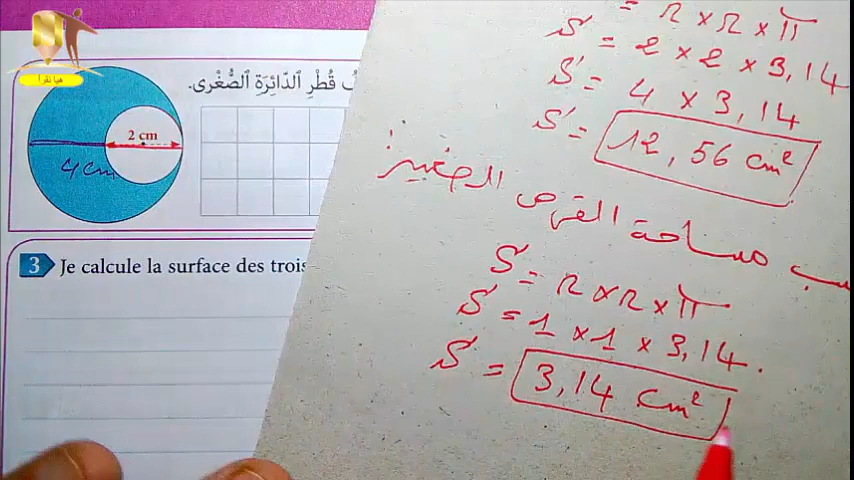 هيا نقرأ
قُطْرِ ٱلدّائِرَةِ ٱلصُّغْرى.
2 cm
4 cm
3 Je calcule la surface des trois
= r × r × π
S = 2 × 2 × 3,14
S = 4 × 3,14
S = 12,56 cm²
مساحة القرص الصغير:
S = r × r × π
S = 1 × 1 × 3,14.
S = 3,14 cm²